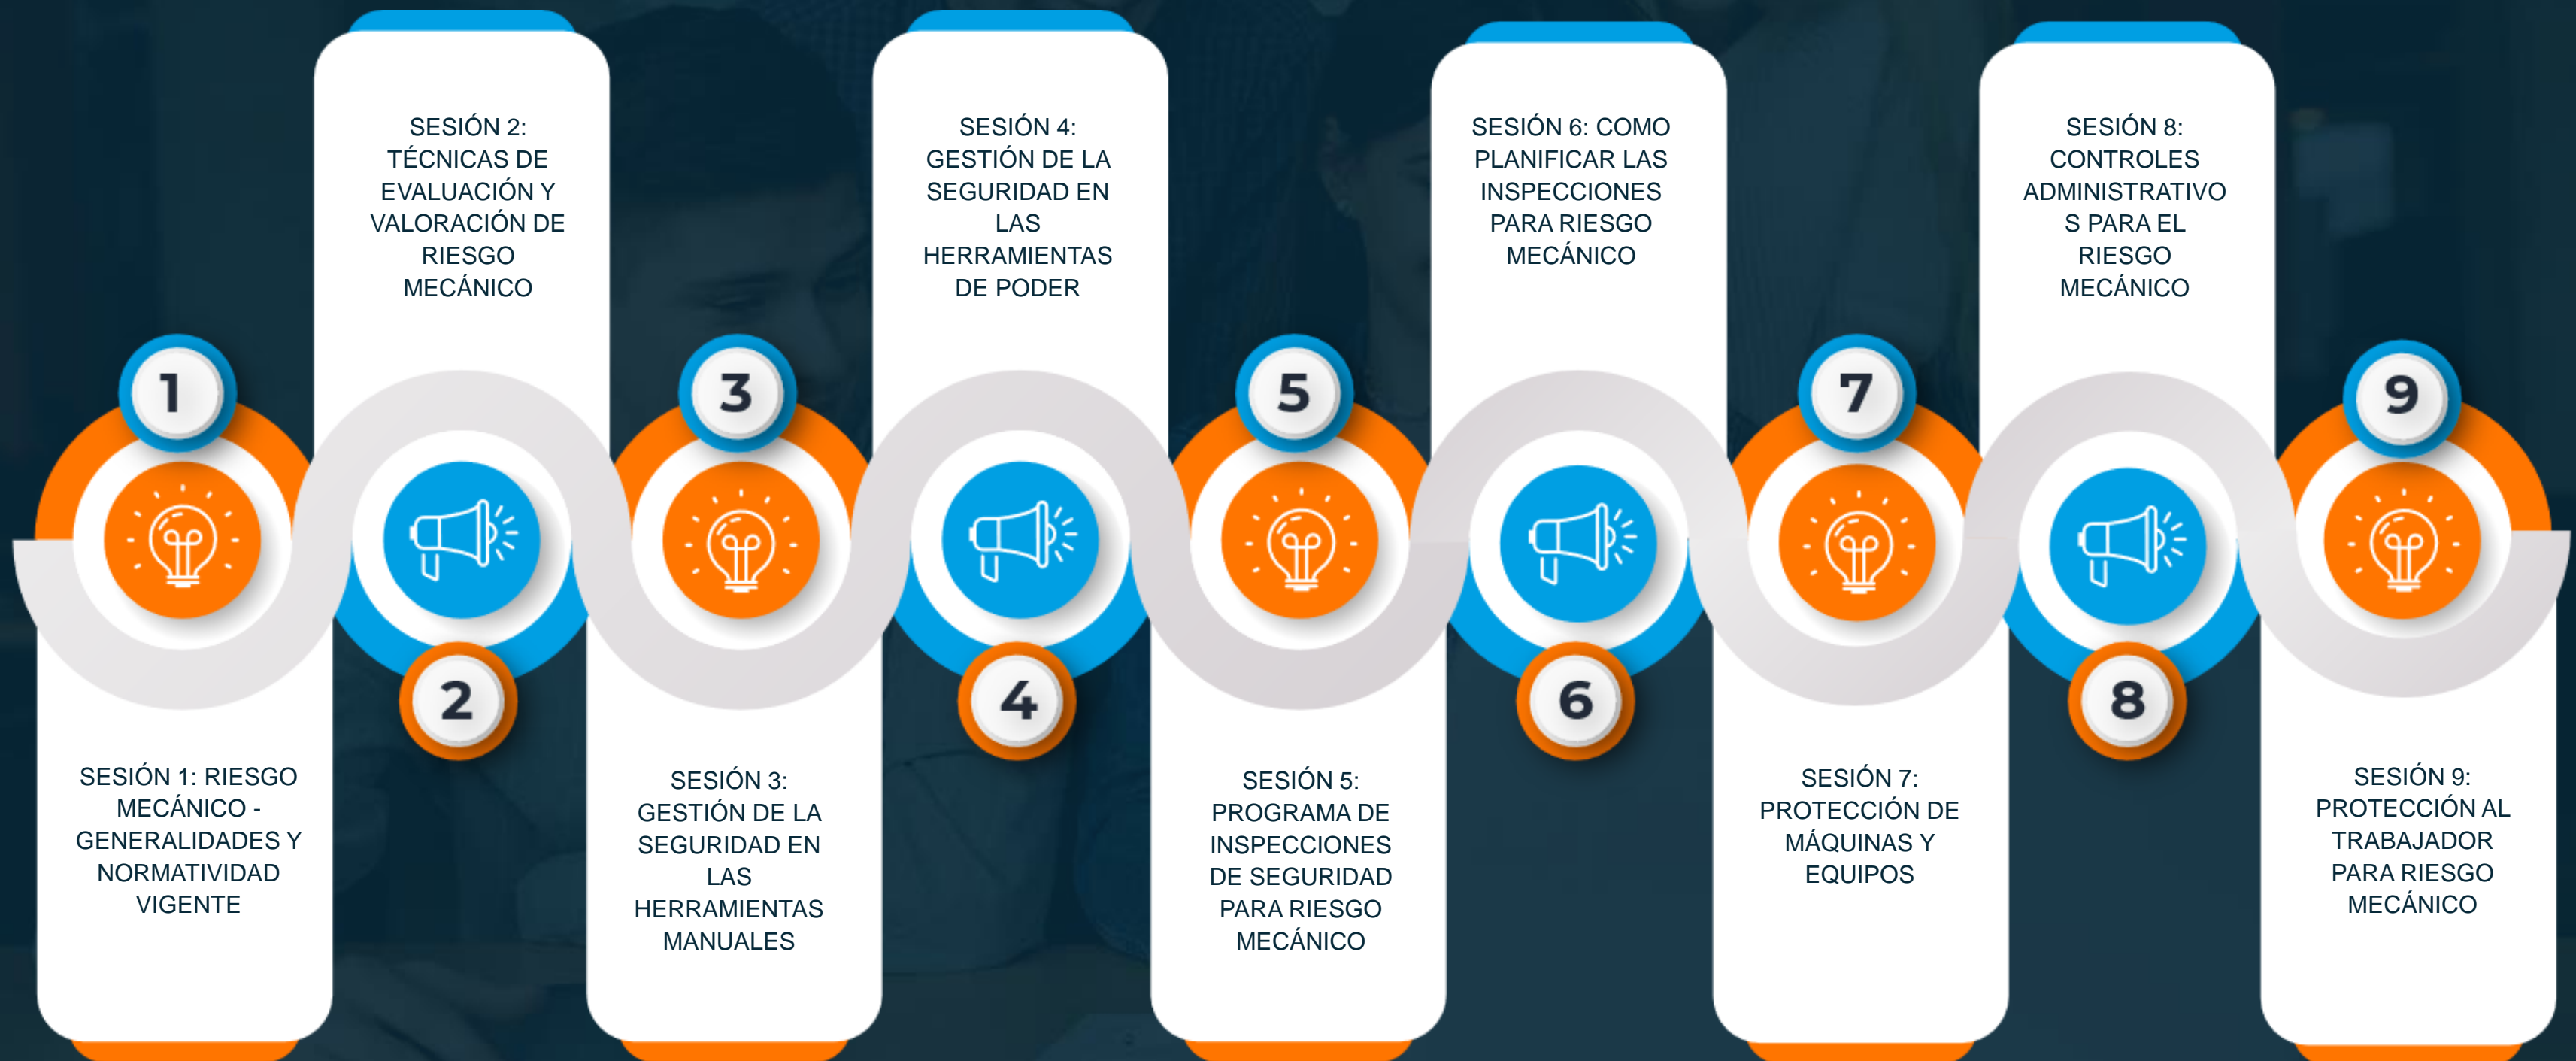 1
SESIÓN 1: RIESGO
MECÁNICO -
GENERALIDADES Y
NORMATIVIDAD
VIGENTE
SESIÓN 2:
TÉCNICAS DE
EVALUACIÓN Y
VALORACIÓN DE
RIESGO
MECÁNICO
2
3
SESIÓN 3:
GESTIÓN DE LA
SEGURIDAD EN
LAS
HERRAMIENTAS
MANUALES
SESIÓN 4:
GESTIÓN DE LA
SEGURIDAD EN
LAS
HERRAMIENTAS
DE PODER
4
5
SESIÓN 5:
PROGRAMA DE
INSPECCIONES
DE SEGURIDAD
PARA RIESGO
MECÁNICO
SESIÓN 6: COMO
PLANIFICAR LAS
INSPECCIONES
PARA RIESGO
MECÁNICO
6
7
SESIÓN 7:
PROTECCIÓN DE
MÁQUINAS Y
EQUIPOS
SESIÓN 8:
CONTROLES
ADMINISTRATIVO
S PARA EL
RIESGO
MECÁNICO
8
9
SESIÓN 9:
PROTECCIÓN AL
TRABAJADOR
PARA RIESGO
MECÁNICO